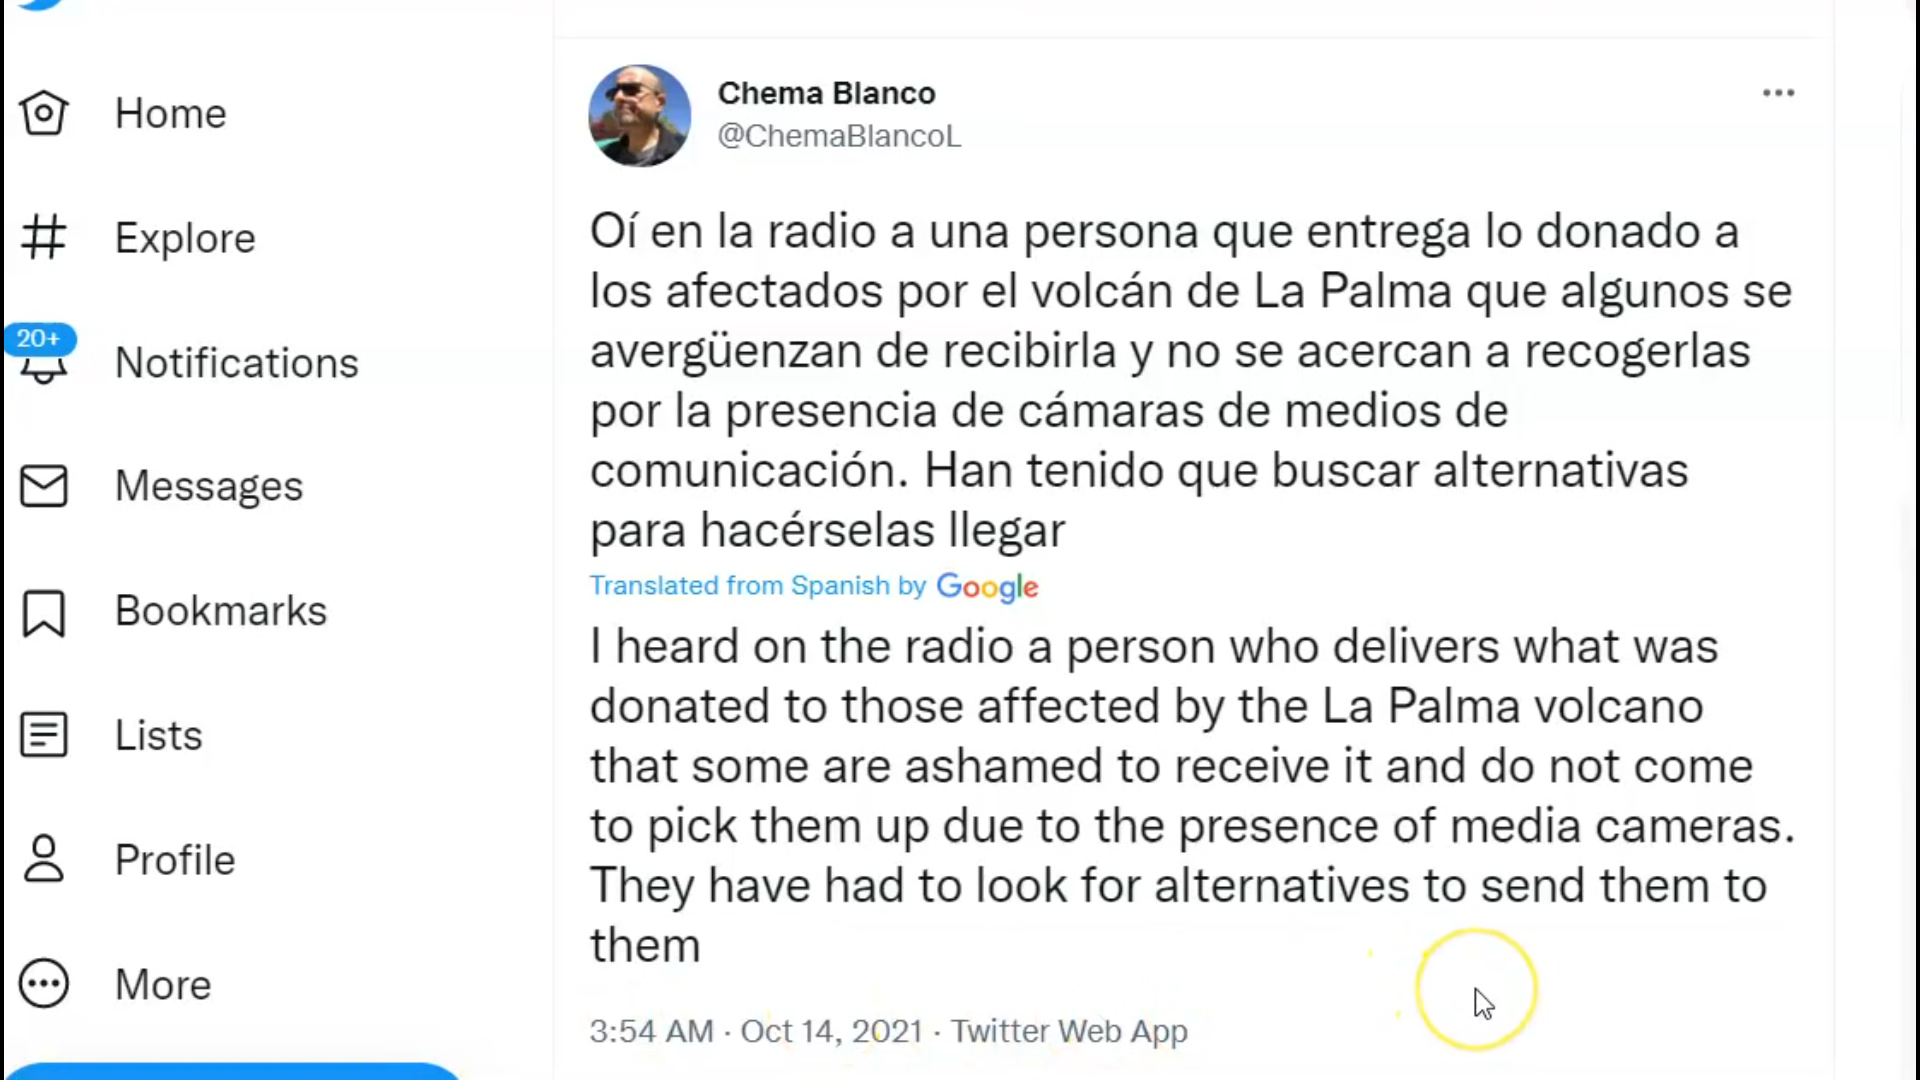 Home
Explore
20+
Notifications
Messages
Bookmarks
Lists
Profile
More
Chema Blanco
@ChemaBlancoL
Oí en la radio a una persona que entrega lo donado a
los afectados por el volcán de La Palma que algunos se
avergüenzan de recibirla y no se acercan a recogerlas
por la presencia de cámaras de medios de
comunicación. Han tenido que buscar alternativas
para hacérselas llegar
Translated from Spanish by Google
I heard on the radio a person who delivers what was
donated to those affected by the La Palma volcano
that some are ashamed to receive it and do not come
to pick them up due to the presence of media cameras.
They have had to look for alternatives to send them to
them
3:54 AM · Oct 14, 2021 · Twitter Web App